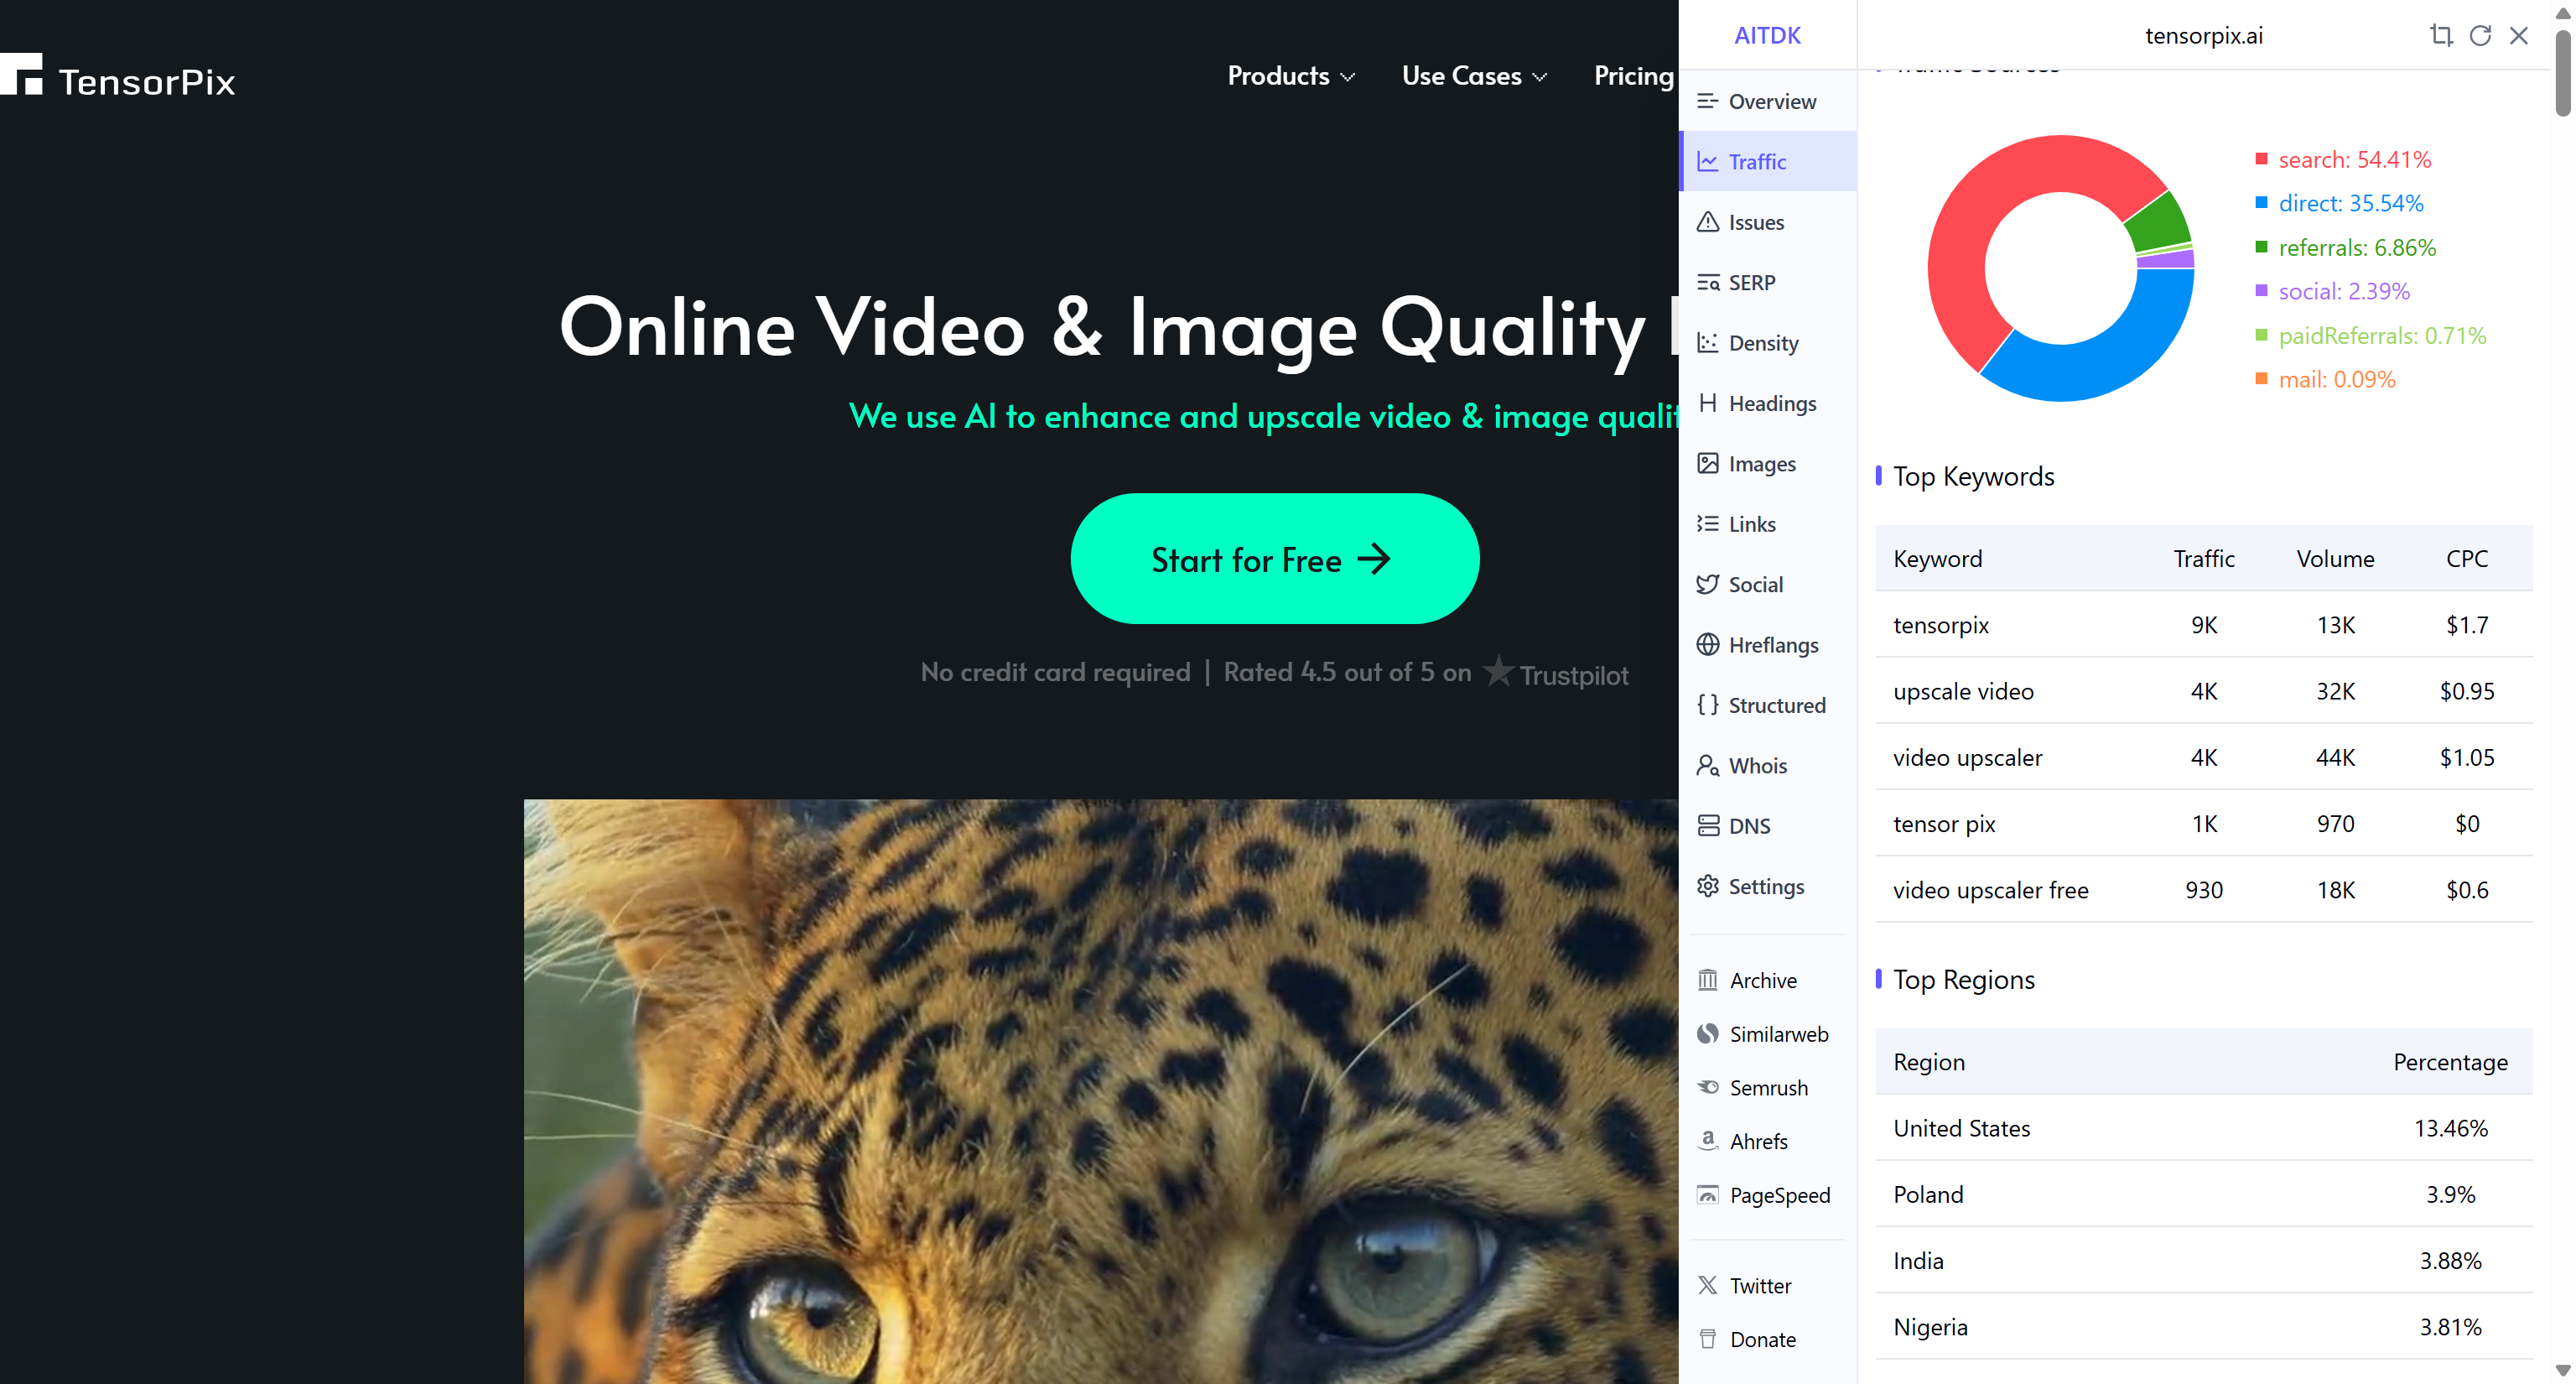 TensorPix
Products
Use Cases
Pricing
Online Video & Image Quality
We use AI to enhance and upscale video & image qualit
Start for Free
No credit card required | Rated 4.5 out of 5 on Trustpilot
AITDK
Overview
Traffic
Issues
SERP
Density
Headings
Images
Links
Social
Hreflangs
Structured
Whois
DNS
Settings
Archive
Similarweb
Semrush
Ahrefs
PageSpeed
Twitter
Donate
tensorpix.ai
Traffic Sources
search: 54.41%
direct: 35.54%
referrals: 6.86%
social: 2.39%
paidReferrals: 0.71%
mail: 0.09%
Top Keywords
Keyword Traffic Volume CPC
tensorpix 9K 13K $1.7
upscale video 4K 32K $0.95
video upscaler 4K 44K $1.05
tensor pix 1K 970 $0
video upscaler free 930 18K $0.6
Top Regions
Region Percentage
United States 13.46%
Poland 3.9%
India 3.88%
Nigeria 3.81%